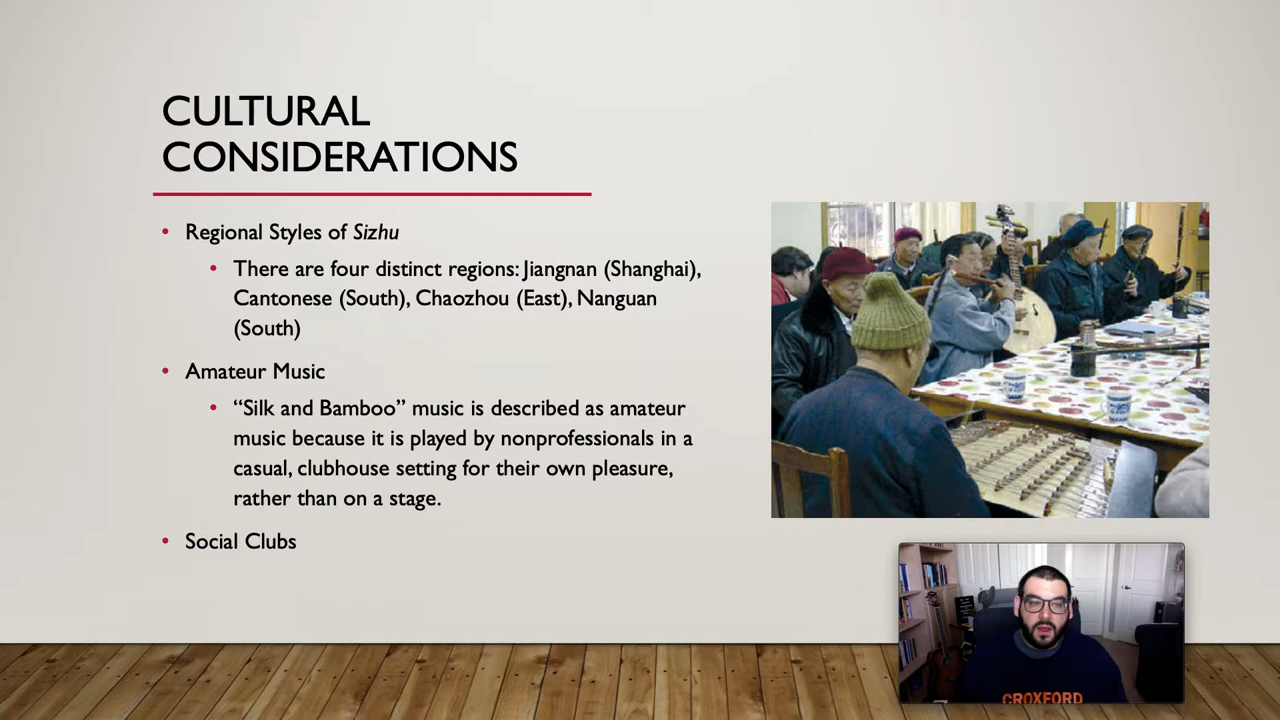 CULTURAL
CONSIDERATIONS
• Regional Styles of Sizhu
• There are four distinct regions: Jiangnan (Shanghai),
Cantonese (South), Chaozhou (East), Nanguan
(South)
• Amateur Music
• “Silk and Bamboo” music is described as amateur
music because it is played by nonprofessionals in a
casual, clubhouse setting for their own pleasure,
rather than on a stage.
• Social Clubs
CROXFORD